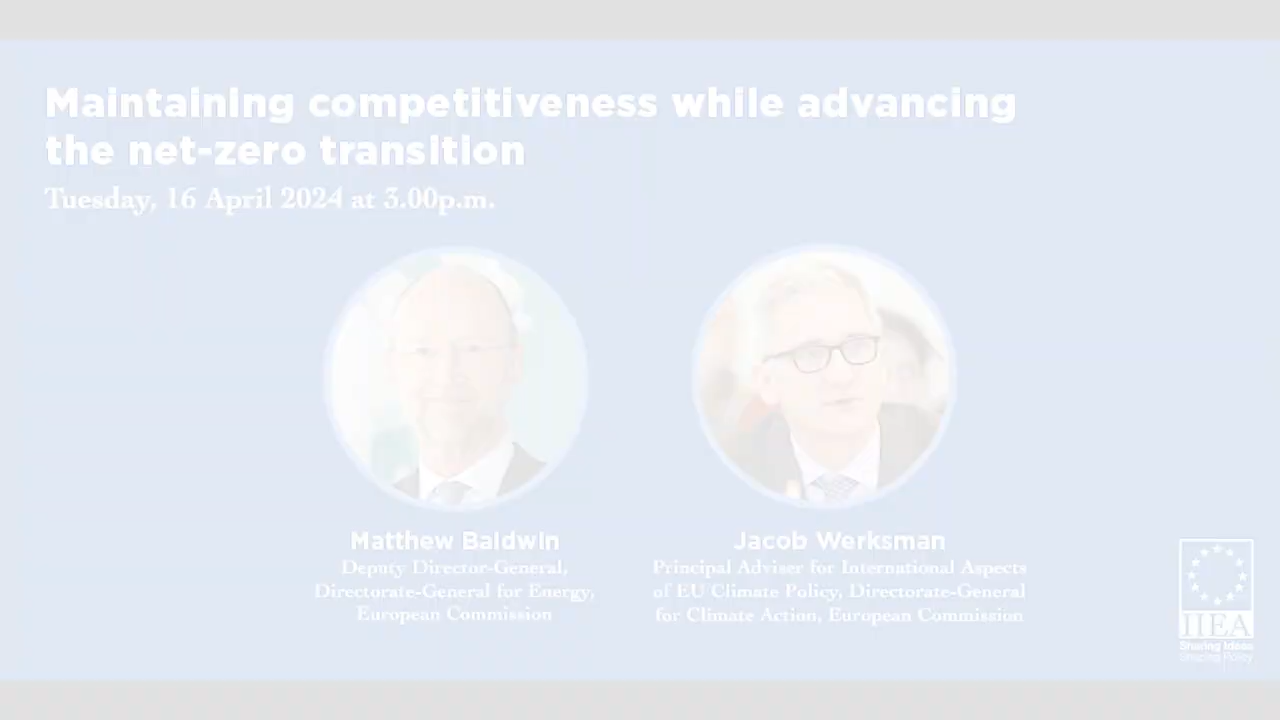 Maintaining competitiveness while advancing
the net-zero transition
Tuesday, 16 April 2024 at 3.00p.m.
Matthew Baldwin
Deputy Director-General,
Directorate-General for Energy,
European Commission
Jacob Werksman
Principal Adviser for International Aspects
of EU Climate Policy, Directorate-General
for Climate Action, European Commission
IIEA
Sharing Ideas
Shaping Policy